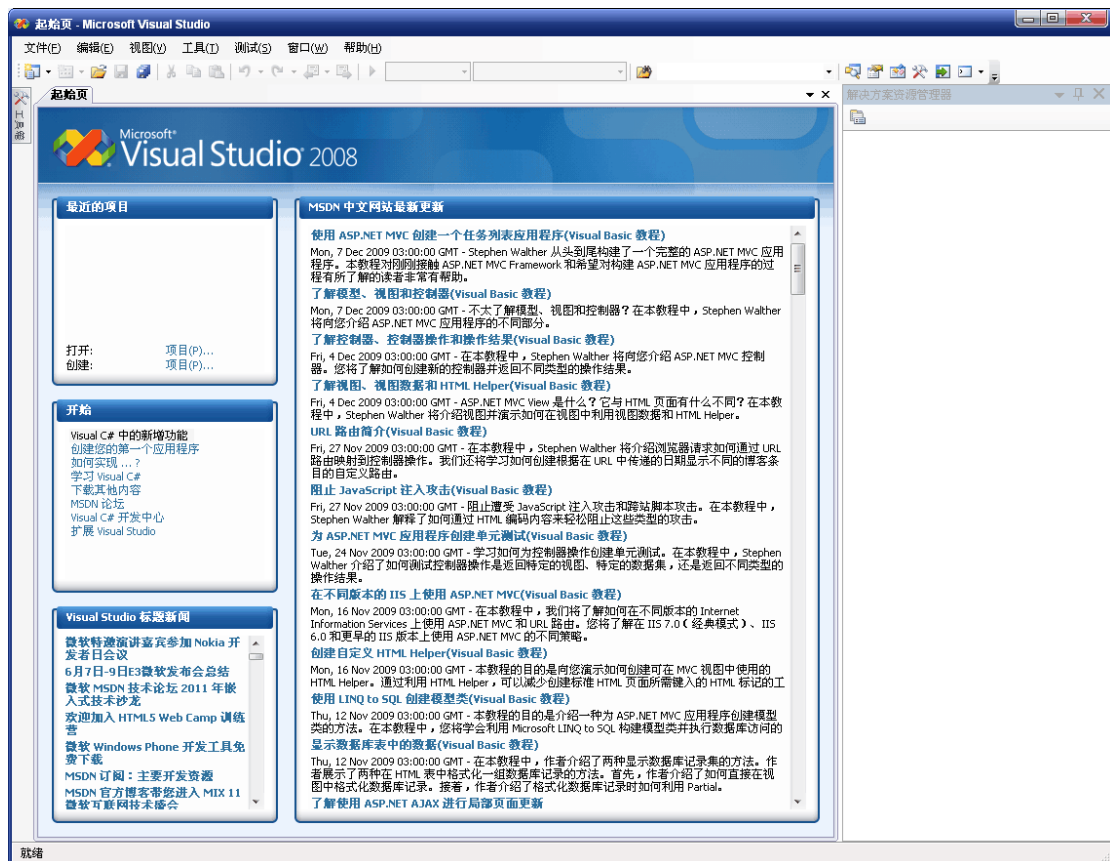 起始页 - Microsoft Visual Studio
文件(F) 编辑(E) 视图(V) 工具(T) 测试(S) 窗口(W) 帮助(H)
工具箱
起始页
解决方案资源管理器
Microsoft®
Visual Studio® 2008
最近的项目
打开: 项目(P)...
创建: 项目(P)...
开始
Visual C# 中的新增功能
创建您的第一个应用程序
如何实现 ... ?
学习 Visual C#
下载其他内容
MSDN 论坛
Visual C# 开发中心
扩展 Visual Studio
Visual Studio 标题新闻
微软特邀演讲嘉宾参加 Nokia 开
发者日会议
6月7日-9日E3微软发布会总结
微软 MSDN 技术论坛 2011 年嵌
入式技术沙龙
欢迎加入 HTML5 Web Camp 训练
营
微软 Windows Phone 开发工具免
费下载
MSDN 订阅：主要开发资源
MSDN 官方博客带您进入 MIX 11
微软互联网技术盛会
MSDN 中文网站最新更新
使用 ASP.NET MVC 创建一个任务列表应用程序(Visual Basic 教程)
Mon, 7 Dec 2009 03:00:00 GMT - Stephen Walther 从头到尾构建了一个完整的 ASP.NET MVC 应用
程序。本教程对刚刚接触 ASP.NET MVC Framework 和希望对构建 ASP.NET MVC 应用程序的过
程有所了解的读者非常有帮助。
了解模型、视图和控制器(Visual Basic 教程)
Mon, 7 Dec 2009 03:00:00 GMT - 不太了解模型、视图和控制器？在本教程中，Stephen Walther
将向您介绍 ASP.NET MVC 应用程序的不同部分。
了解控制器、控制器操作和操作结果(Visual Basic 教程)
Fri, 4 Dec 2009 03:00:00 GMT - 在本教程中，Stephen Walther 将向您介绍 ASP.NET MVC 控制
器。您将了解如何创建新的控制器并返回不同类型的操作结果。
了解视图、视图数据和 HTML Helper(Visual Basic 教程)
Fri, 4 Dec 2009 03:00:00 GMT - ASP.NET MVC View 是什么？它与 HTML 页面有什么不同？在本教
程中，Stephen Walther 将介绍视图并演示如何在视图中利用视图数据和 HTML Helper。
URL 路由简介(Visual Basic 教程)
Fri, 27 Nov 2009 03:00:00 GMT - 在本教程中，Stephen Walther 将介绍浏览器请求如何通过 URL
路由映射到控制器操作。我们还将学习如何创建根据在 URL 中传递的日期显示不同的博客条
目的自定义路由。
阻止 JavaScript 注入攻击(Visual Basic 教程)
Fri, 27 Nov 2009 03:00:00 GMT - 阻止遭受 JavaScript 注入攻击和跨站脚本攻击。在本教程中，
Stephen Walther 解释了如何通过 HTML 编码内容来轻松阻止这些类型的攻击。
为 ASP.NET MVC 应用程序创建单元测试(Visual Basic 教程)
Tue, 24 Nov 2009 03:00:00 GMT - 学习如何为控制器操作创建单元测试。在本教程中，Stephen
Walther 介绍了如何测试控制器操作是返回特定的视图、特定的数据集，还是返回不同类型的
操作结果。
在不同版本的 IIS 上使用 ASP.NET MVC(Visual Basic 教程)
Mon, 16 Nov 2009 03:00:00 GMT - 在本教程中，我们将了解如何在不同版本的 Internet
Information Services 上使用 ASP.NET MVC 和 URL 路由。您将了解在 IIS 7.0（经典模式）、IIS
6.0 和更早的 IIS 版本上使用 ASP.NET MVC 的不同策略。
创建自定义 HTML Helper(Visual Basic 教程)
Mon, 16 Nov 2009 03:00:00 GMT - 本教程的目的是向您演示如何创建可在 MVC 视图中使用的
HTML Helper。通过利用 HTML Helper，可以减少创建标准 HTML 页面所需键入的 HTML 标记的工
使用 LINQ to SQL 创建模型类(Visual Basic 教程)
Thu, 12 Nov 2009 03:00:00 GMT - 本教程的目的是介绍一种为 ASP.NET MVC 应用程序创建模型
类的方法。在本教程中，您将学会利用 Microsoft LINQ to SQL 构建模型类并执行数据库访问的
显示数据库表中的数据(Visual Basic 教程)
Thu, 12 Nov 2009 03:00:00 GMT - 在本教程中，作者介绍了两种显示数据库记录集的方法。作
者展示了两种在 HTML 表中格式化一组数据库记录的方法。首先，作者介绍了如何直接在视
图中格式化数据库记录。接着，作者介绍了格式化数据库记录时如何利用 Partial。
了解使用 ASP.NET AJAX 进行局部页面更新
就绪